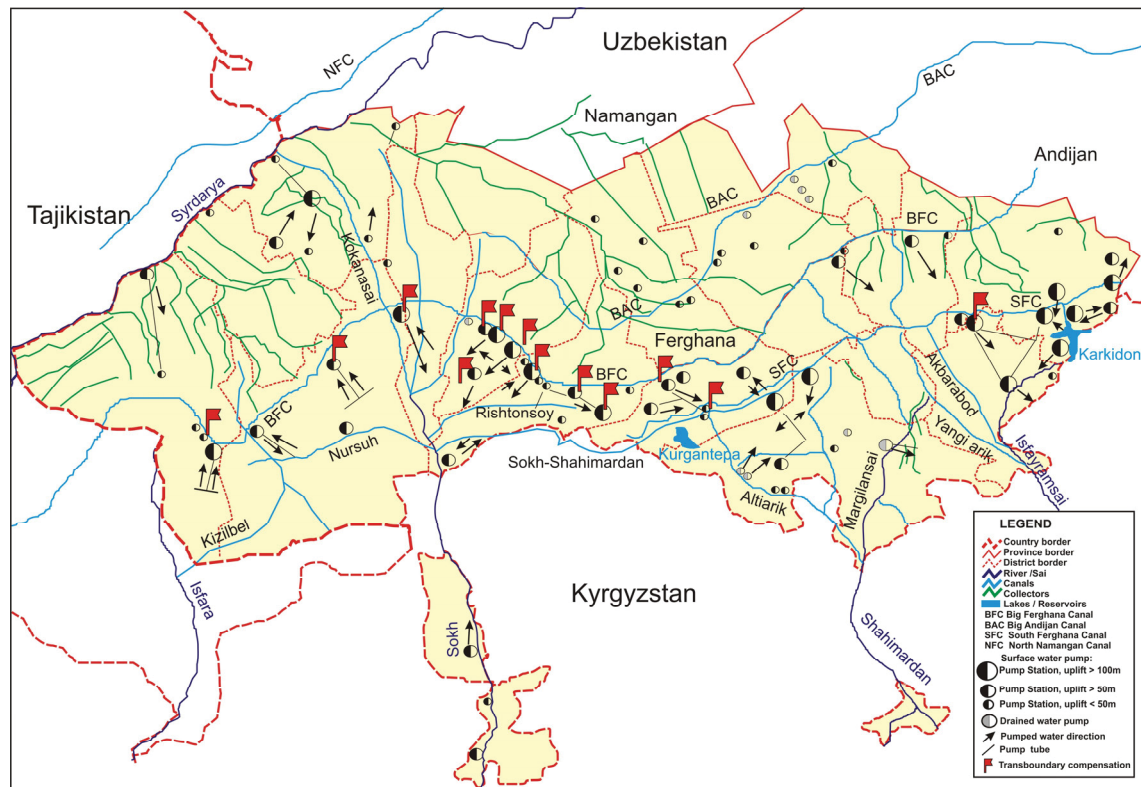 Uzbekistan
NFC
BAC
Namangan
Andijan
Tajikistan
Syrdarya
BAC
BFC
Kokanasai
SFC
BAC
Ferghana
Karkidon
SFC
BFC
Akbarabod
Rishtonsoy
BFC
Yangi arik
Isfayramsai
Nursuh
Kurgantepa
Sokh-Shahimardan
Altiarik
Margilansai
Kizilbel
Isfara
Kyrgyzstan
Sokh
Shahimardan
LEGEND
Country border
Province border
District border
River /Sai
Canals
Collectors
Lakes / Reservoirs
BFC Big Ferghana Canal
BAC Big Andijan Canal
SFC South Ferghana Canal
NFC North Namangan Canal
Surface water pump:
Pump Station, uplift > 100m
Pump Station, uplift > 50m
Pump Station, uplift < 50m
Drained water pump
Pumped water direction
Pump tube
Transboundary compensation